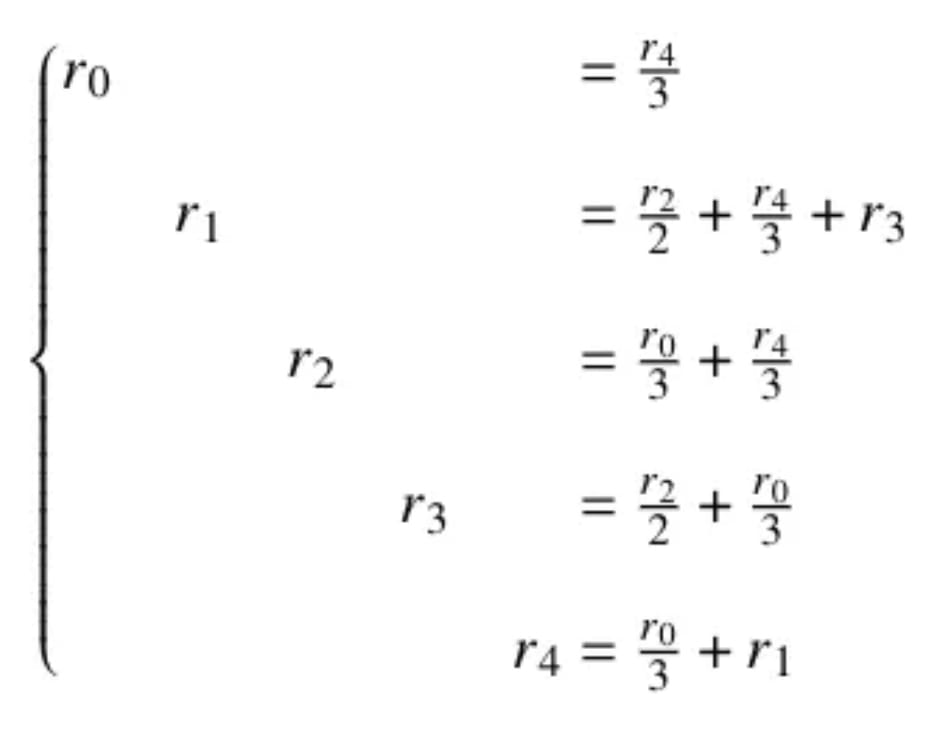 r₀ = r₄/3
r₁ = r₂/2 + r₄/3 + r₃
r₂ = r₀/3 + r₄/3
r₃ = r₂/2 + r₀/3
r₄ = r₀/3 + r₁